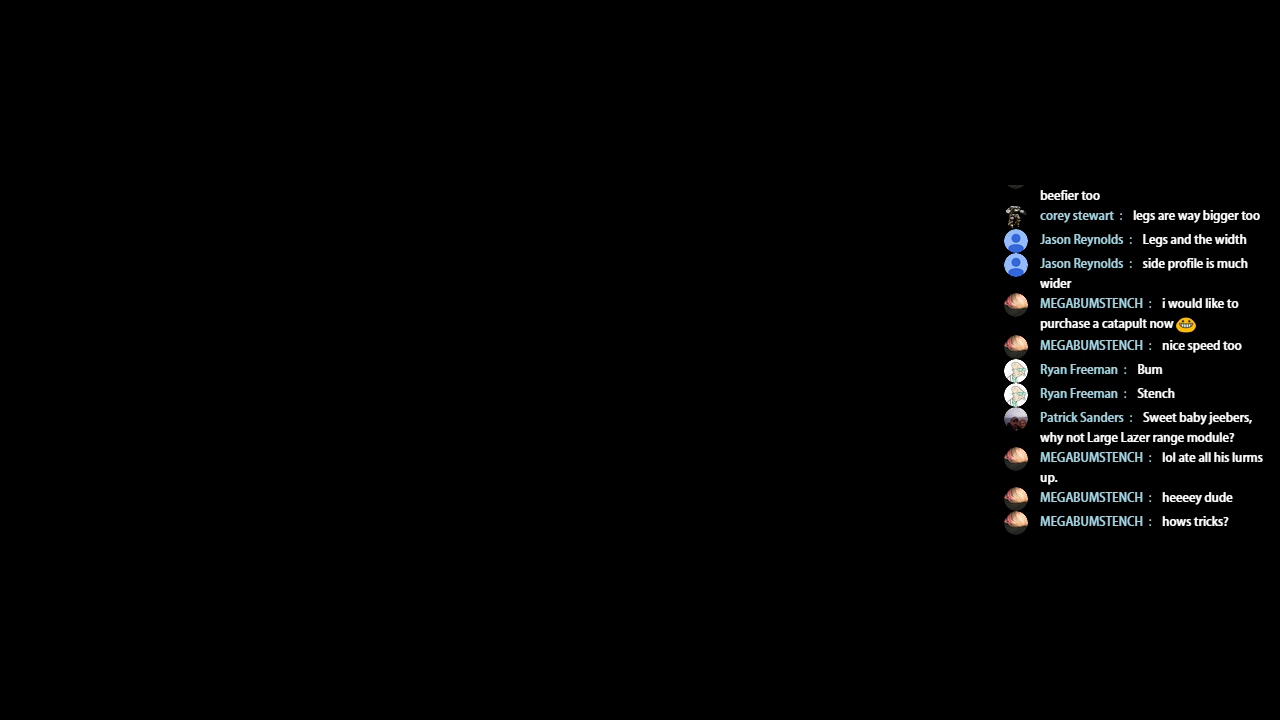 beefier too
corey stewart : legs are way bigger too
Jason Reynolds : Legs and the width
Jason Reynolds : side profile is much
wider
MEGABUMSTENCH : i would like to
purchase a catapult now
MEGABUMSTENCH : nice speed too
Ryan Freeman : Bum
Ryan Freeman : Stench
Patrick Sanders : Sweet baby jeebers,
why not Large Lazer range module?
MEGABUMSTENCH : lol ate all his lurms
up.
MEGABUMSTENCH : heeeey dude
MEGABUMSTENCH : hows tricks?